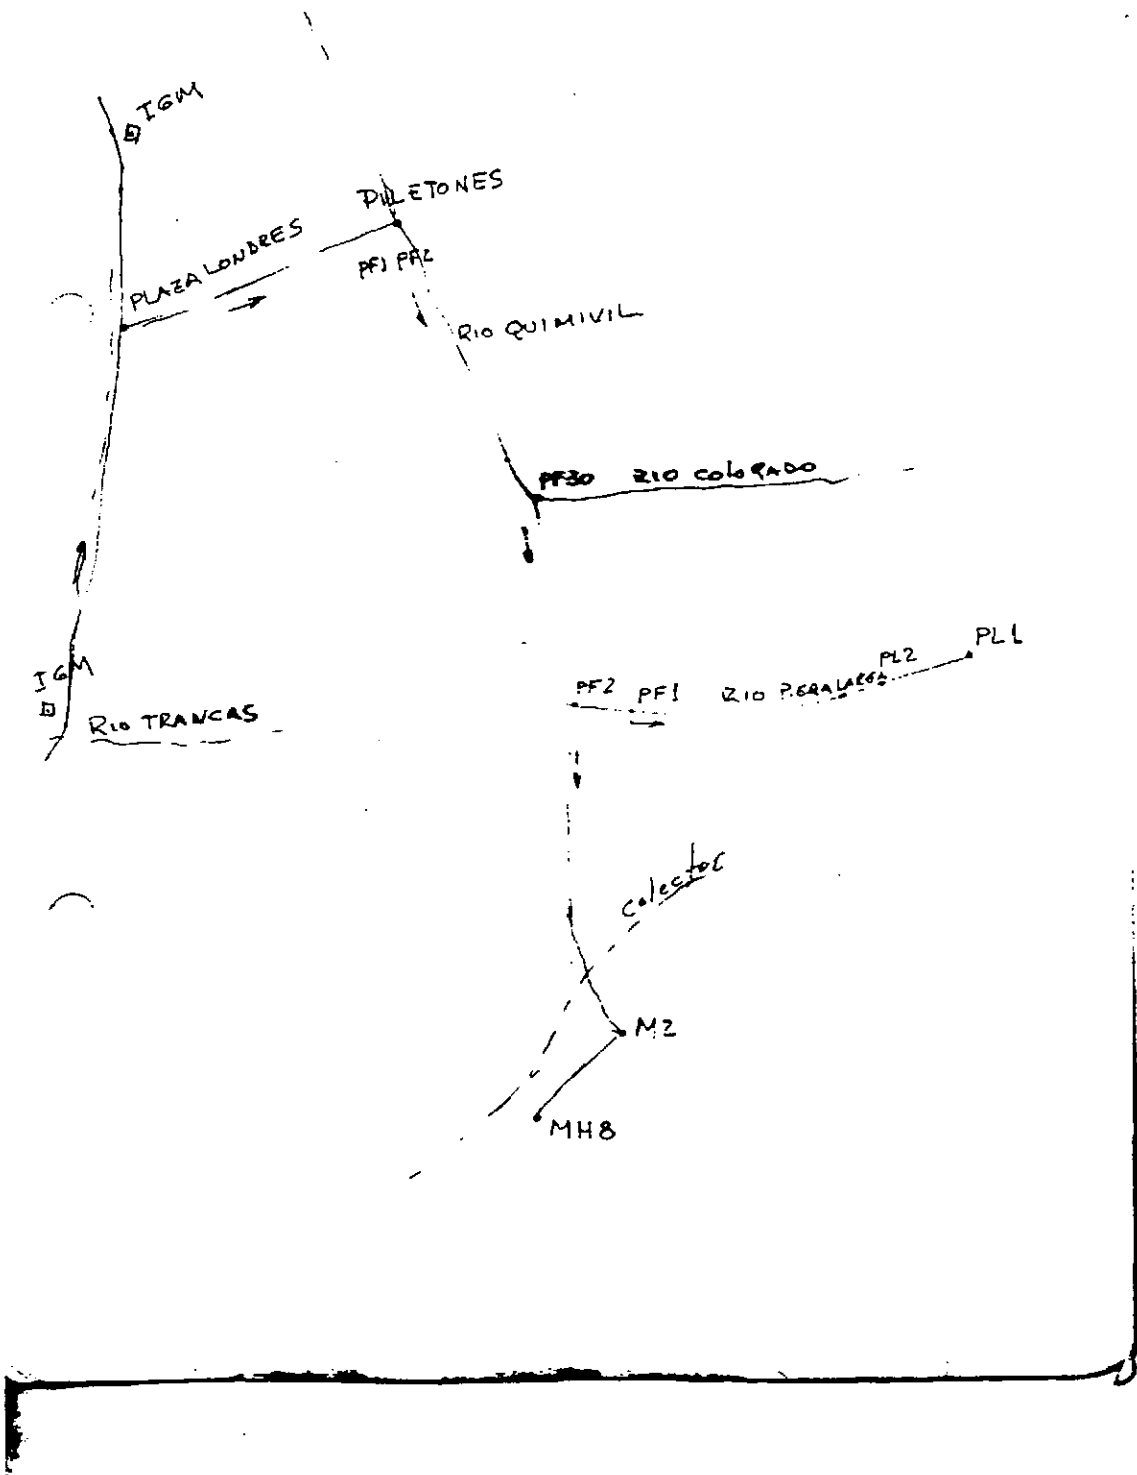 IGM
PILETONES
PLAZA LONDRES
PF1 PF2
RIO QUIMIVIL
PF30 RIO COLORADO
PL1
PL2
IGM
PF2 PF1 RIO
RIO TRANCAS
Colector
M2
MH8